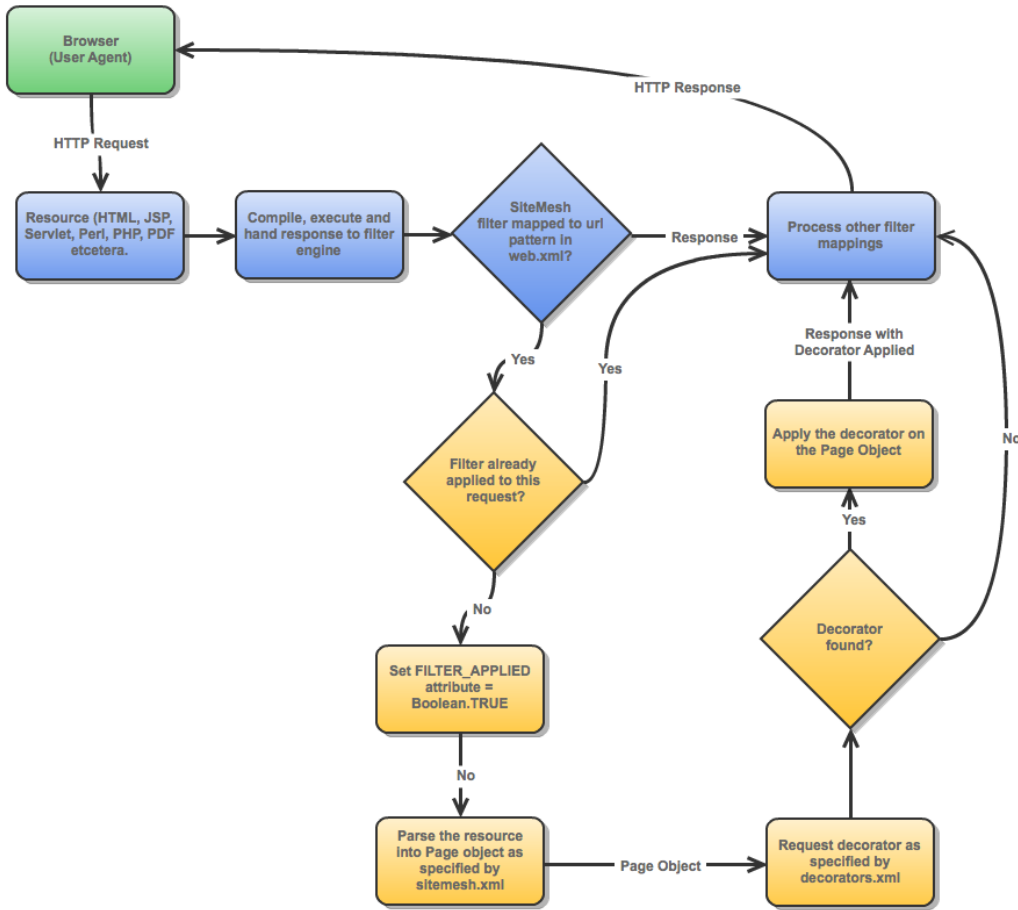 Browser
(User Agent)
HTTP Response
HTTP Request
Resource (HTML, JSP,
Servlet, Perl, PHP, PDF
etcetera.
Compile, execute and
hand response to filter
engine
SiteMesh
filter mapped to url
pattern in
web.xml?
Response
Process other filter
mappings
Yes
Yes
Response with
Decorator Applied
Filter already
applied to this
request?
Apply the decorator on
the Page Object
No
Yes
No
Decorator
found?
Set FILTER_APPLIED
attribute =
Boolean.TRUE
No
Parse the resource
into Page object as
specified by
sitemesh.xml
Page Object
Request decorator as
specified by
decorators.xml